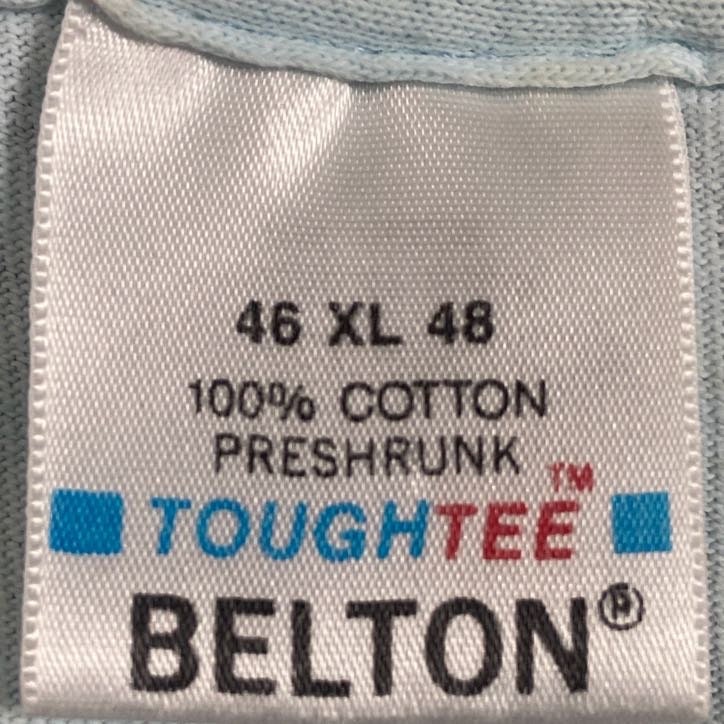 46 XL 48
100% COTTON
PRESHRUNK
TOUGHTEE™
BELTON®